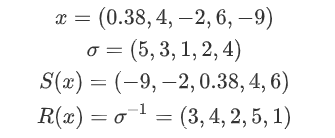 x = (0.38, 4, −2, 6, −9)
σ = (5, 3, 1, 2, 4)
S(x) = (−9, −2, 0.38, 4, 6)
R(x) = σ⁻¹ = (3, 4, 2, 5, 1)